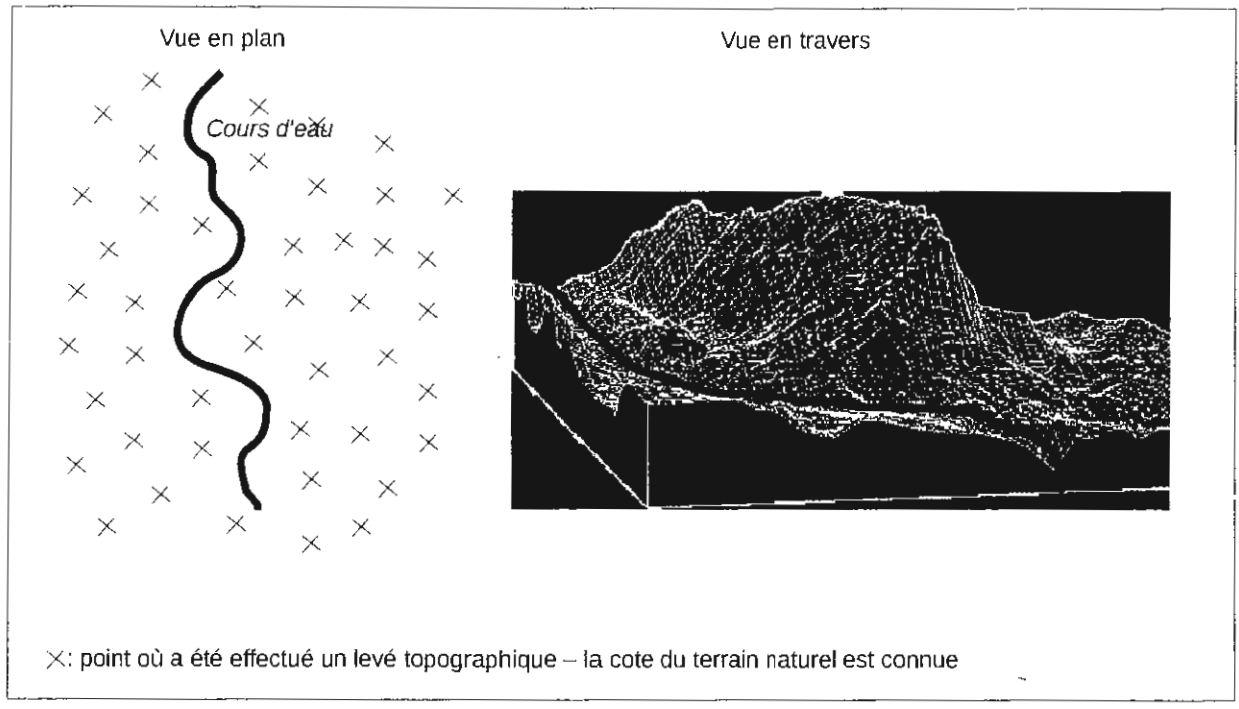 Vue en plan
Vue en travers
Cours d'eau
: point où a été effectué un levé topographique – la cote du terrain naturel est connue